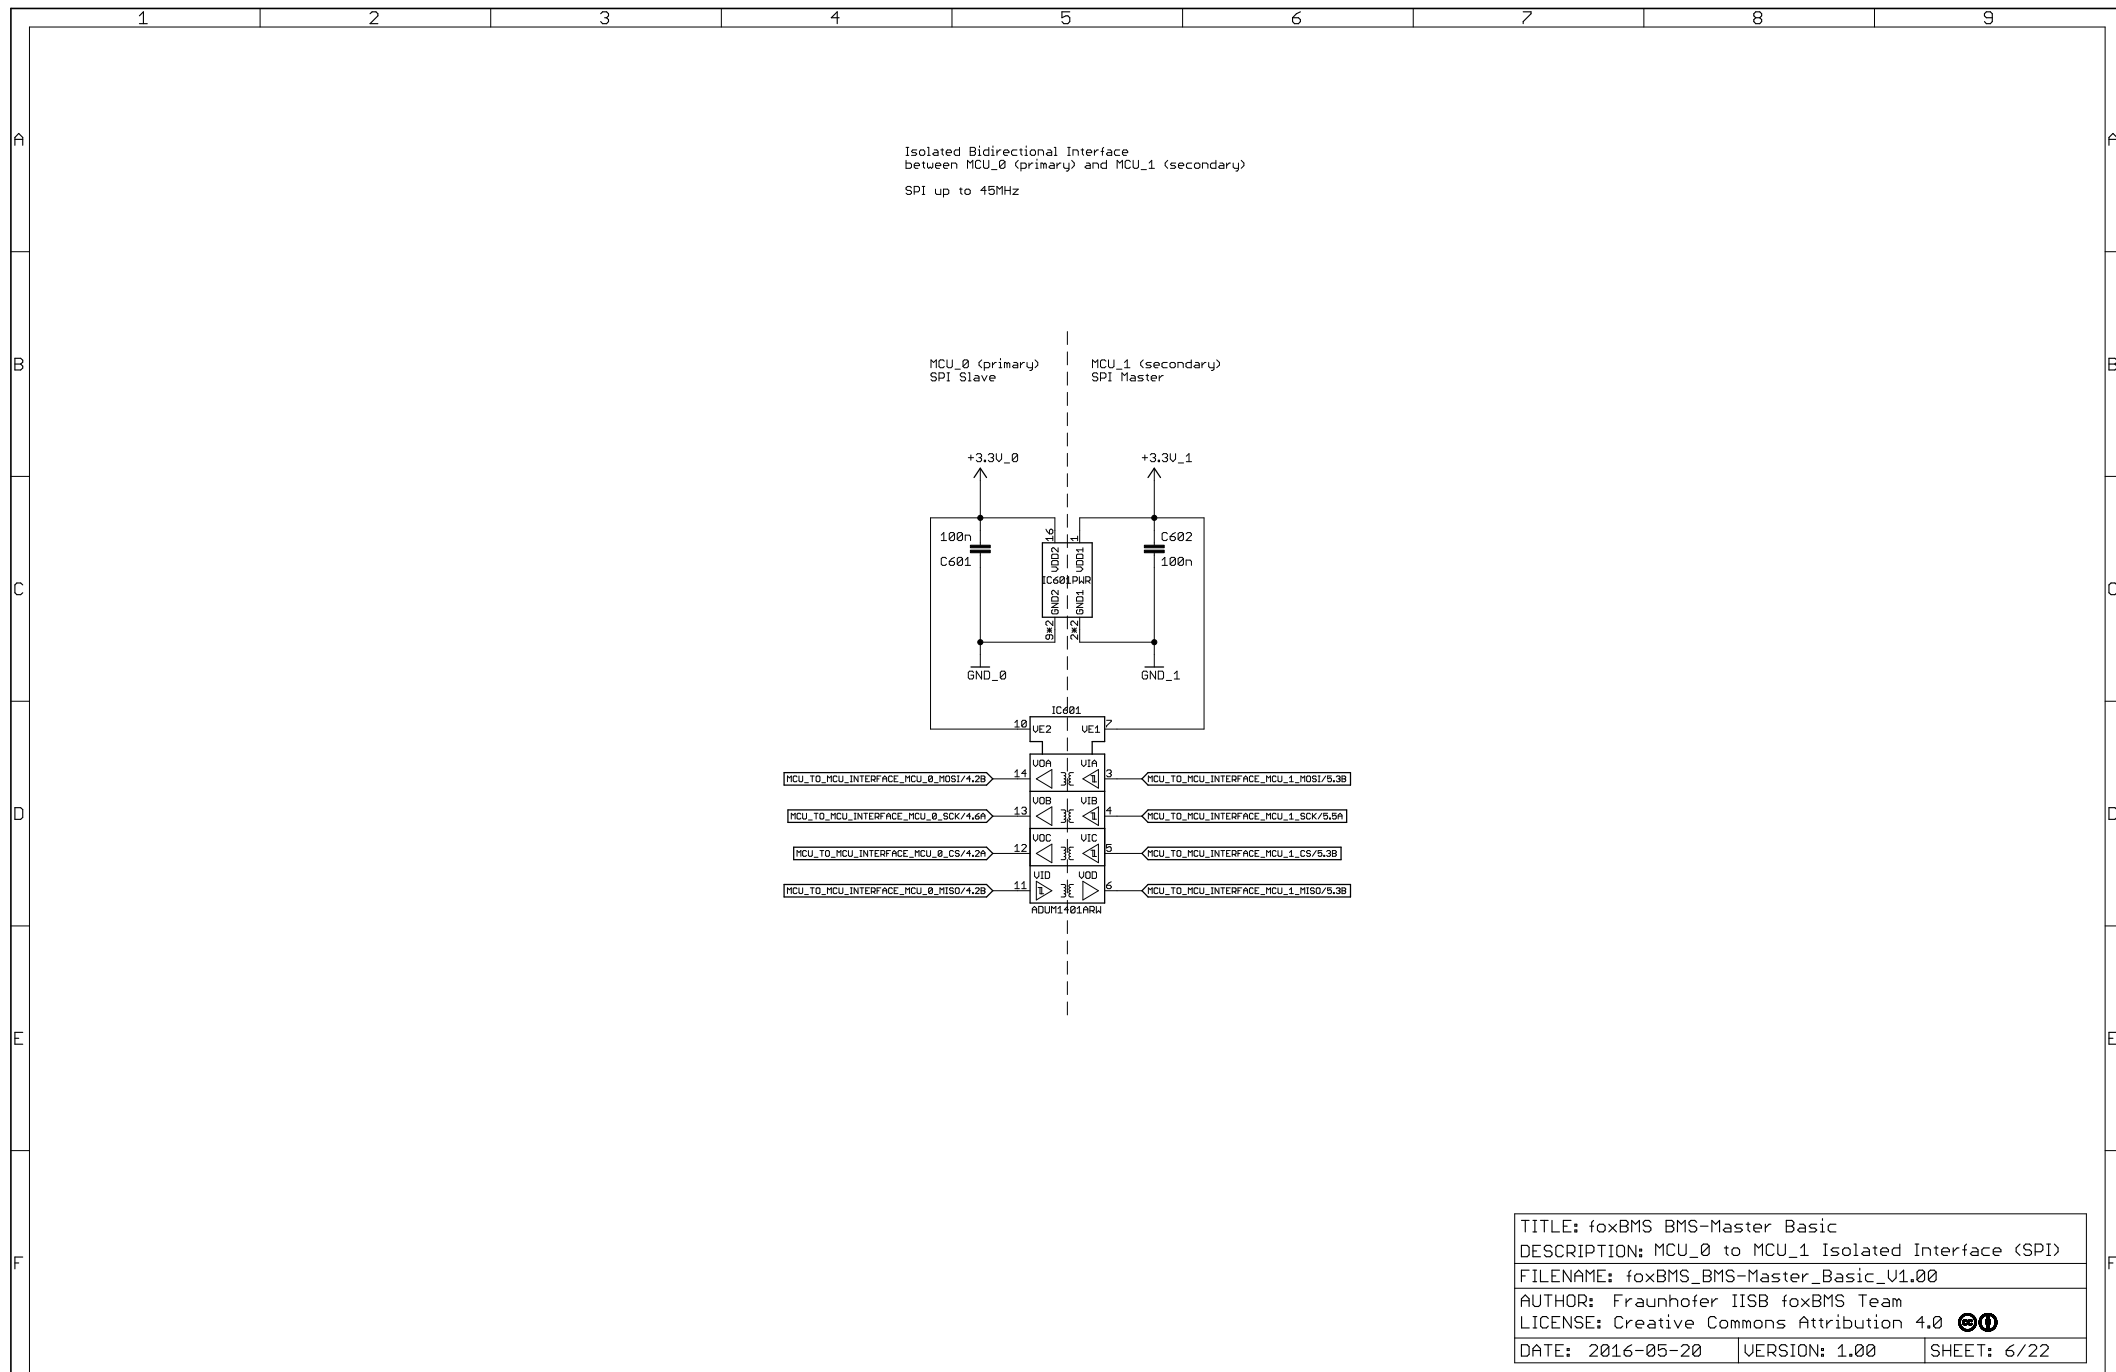 1 2 3 4 5 6 7 8 9
A A
Isolated Bidirectional Interface
between MCU_0 (primary) and MCU_1 (secondary)
SPI up to 45MHz
B B
MCU_0 (primary)
SPI Slave
MCU_1 (secondary)
SPI Master
+3.3V_0
+3.3V_1
100n
C601
C602
100n
16
1
VDD2
VDD1
IC601PWR
GND2
GND1
9*2
2*2
C C
GND_0
GND_1
IC601
10 VE2 VE1 7
MCU_TO_MCU_INTERFACE_MCU_0_MOSI/4.2B 14 VOA VIA 3 MCU_TO_MCU_INTERFACE_MCU_1_MOSI/5.3B
MCU_TO_MCU_INTERFACE_MCU_0_SCK/4.6A 13 VOB VIB 4 MCU_TO_MCU_INTERFACE_MCU_1_SCK/5.5A
D D
MCU_TO_MCU_INTERFACE_MCU_0_CS/4.2A 12 VOC VIC 5 MCU_TO_MCU_INTERFACE_MCU_1_CS/5.3B
MCU_TO_MCU_INTERFACE_MCU_0_MISO/4.2B 11 VID VOD 6 MCU_TO_MCU_INTERFACE_MCU_1_MISO/5.3B
ADUM1401ARW
E E
F F
TITLE: foxBMS BMS-Master Basic
DESCRIPTION: MCU_0 to MCU_1 Isolated Interface (SPI)
FILENAME: foxBMS_BMS-Master_Basic_V1.00
AUTHOR: Fraunhofer IISB foxBMS Team
LICENSE: Creative Commons Attribution 4.0 cc
DATE: 2016-05-20 VERSION: 1.00 SHEET: 6/22